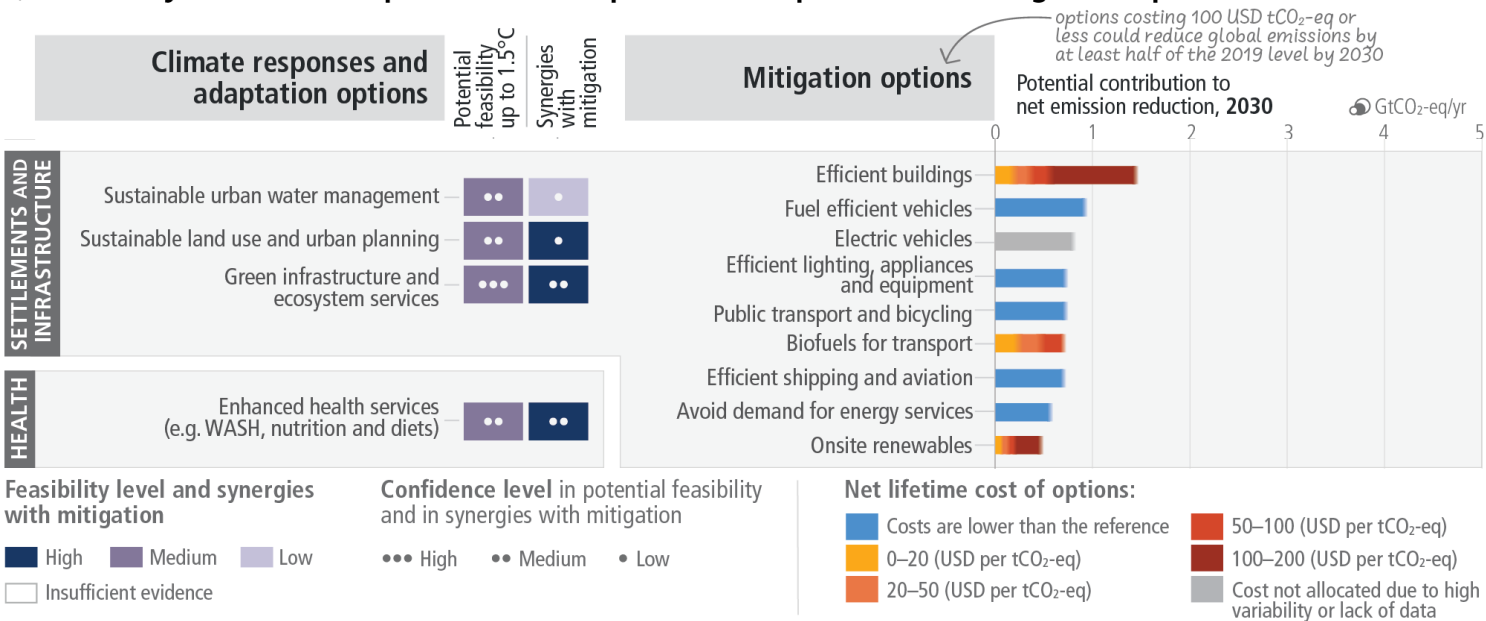 options costing 100 USD tCO₂-eq or
less could reduce global emissions by
at least half of the 2019 level by 2030
Climate responses and
adaptation options
Potential
feasibility
up to 1.5°C
Synergies
with
mitigation
Mitigation options
Potential contribution to
net emission reduction, 2030
GtCO₂-eq/yr
0 1 2 3 4 5
SETTLEMENTS AND
INFRASTRUCTURE
Sustainable urban water management
Sustainable land use and urban planning
Green infrastructure and
ecosystem services
HEALTH
Enhanced health services
(e.g. WASH, nutrition and diets)
Efficient buildings
Fuel efficient vehicles
Electric vehicles
Efficient lighting, appliances
and equipment
Public transport and bicycling
Biofuels for transport
Efficient shipping and aviation
Avoid demand for energy services
Onsite renewables
Feasibility level and synergies
with mitigation
High Medium Low
Insufficient evidence
Confidence level in potential feasibility
and in synergies with mitigation
High Medium Low
Net lifetime cost of options:
Costs are lower than the reference
0–20 (USD per tCO₂-eq)
20–50 (USD per tCO₂-eq)
50–100 (USD per tCO₂-eq)
100–200 (USD per tCO₂-eq)
Cost not allocated due to high
variability or lack of data